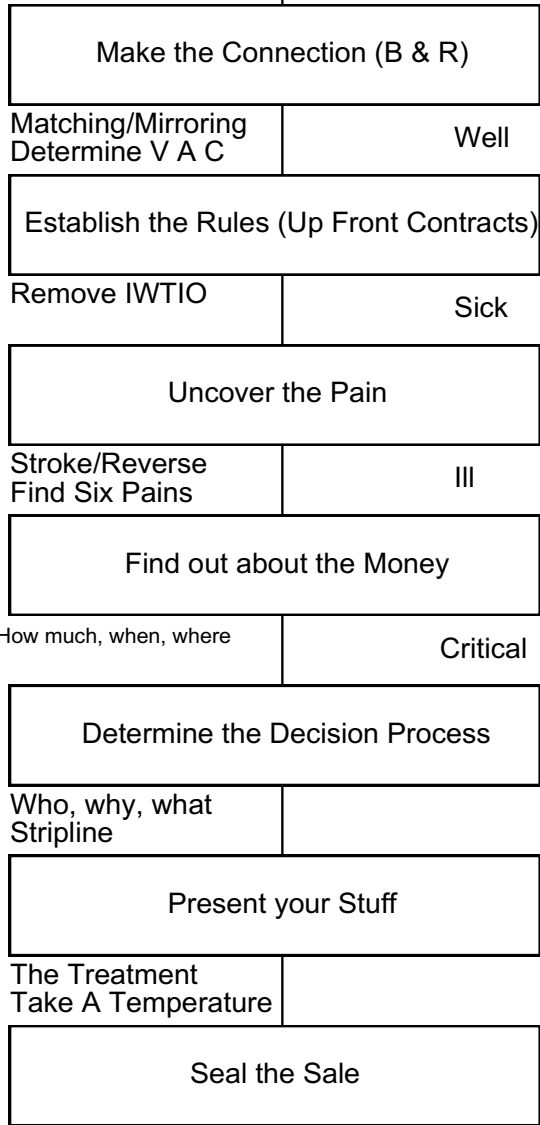 Make the Connection (B & R)
Matching/Mirroring
Determine V A C
Well
Establish the Rules (Up Front Contracts)
Remove IWTIO
Sick
Uncover the Pain
Stroke/Reverse
Find Six Pains
Ill
Find out about the Money
How much, when, where
Critical
Determine the Decision Process
Who, why, what
Stripline
Present your Stuff
The Treatment
Take A Temperature
Seal the Sale